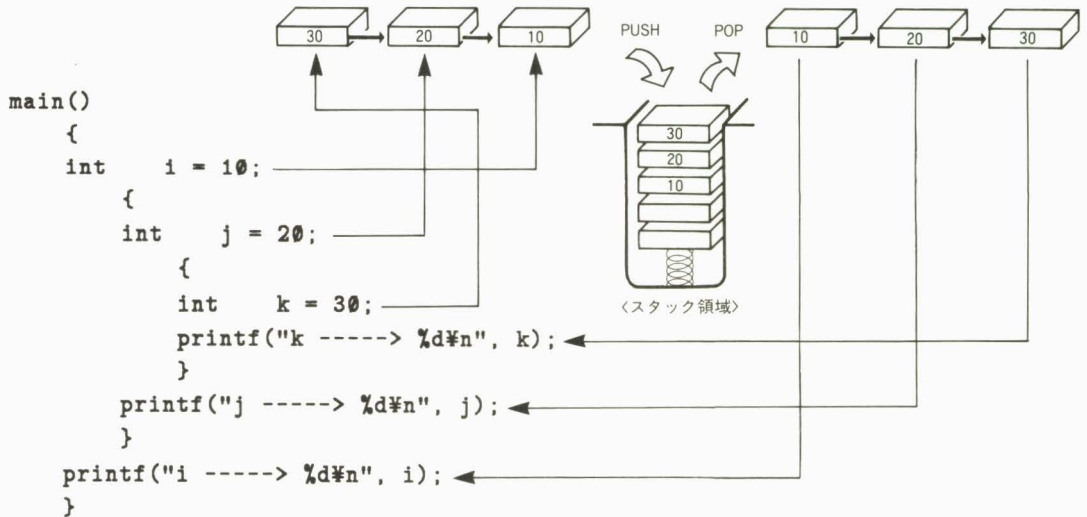 30 20 10 PUSH POP 10 20 30
main()
{
int i = 10;
{
int j = 20;
{
int k = 30;
printf("k -----> %d¥n", k);
}
printf("j -----> %d¥n", j);
}
printf("i -----> %d¥n", i);
}
30
20
10
〈スタック領域〉